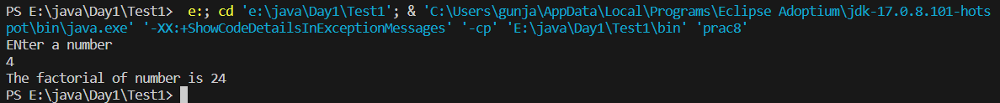 PS E:\java\Day1\Test1>  e:; cd 'e:\java\Day1\Test1'; & 'C:\Users\gunja\AppData\Local\Programs\Eclipse Adoptium\jdk-17.0.8.101-hots
pot\bin\java.exe' '-XX:+ShowCodeDetailsInExceptionMessages' '-cp' 'E:\java\Day1\Test1\bin' 'prac8'
ENter a number
4
The factorial of number is 24
PS E:\java\Day1\Test1>